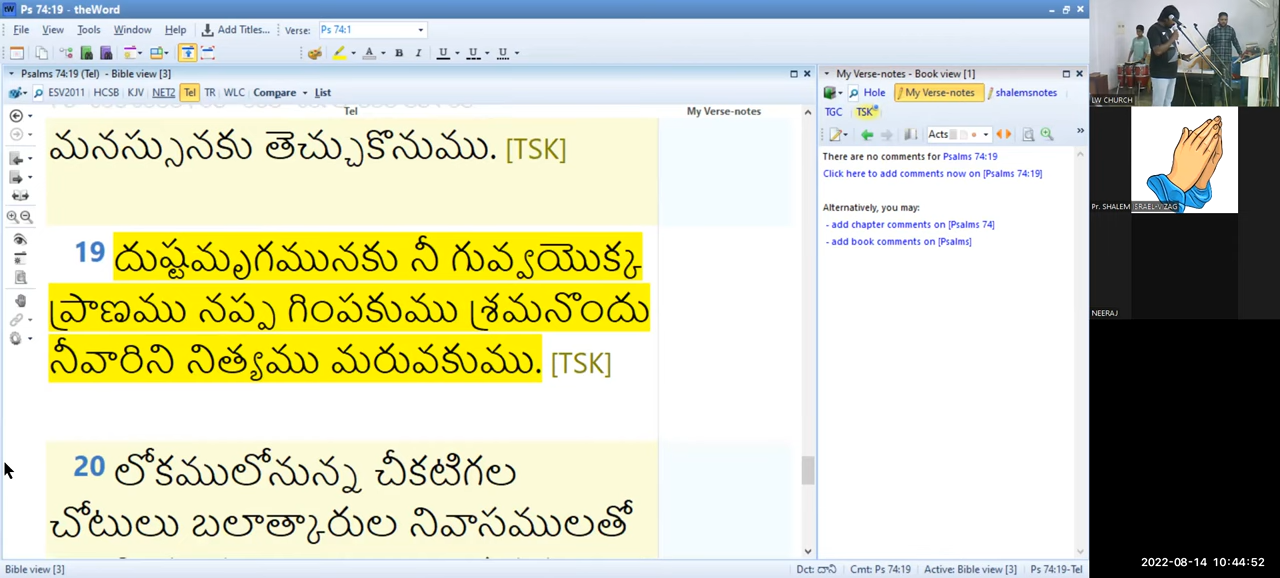 Ps 74:19 - theWord
File View Tools Window Help Add Titles... Verse: Ps 74:1
Psalms 74:19 (Tel) - Bible view [3]
ESV2011 HCSB KJV NET2 Tel TR WLC Compare List
Tel My Verse-notes
మనస్సునకు తెచ్చుకొనుము. [TSK]
19 దుష్టమృగమునకు నీ గువ్వయొక్క
ప్రాణము నప్ప గింపకుము శ్రమనొందు
నీవారిని నిత్యము మరువకుము. [TSK]
20 లోకములోనున్న చీకటిగల
చోటులు బలాత్కారుల నివాసములతో
My Verse-notes - Book view [1]
Hole My Verse-notes shalemsnotes
TGC TSK
Acts
There are no comments for Psalms 74:19
Click here to add comments now on [Psalms 74:19]
Alternatively, you may:
- add chapter comments on [Psalms 74]
- add book comments on [Psalms]
LW CHURCH
Pr. SHALEM ISRAEL-VIZAG
NEERAJ
2022-08-14 10:44:52
Bible view [3] Dct: దాని Cmt: Ps 74:19 Active: Bible view [3] Ps 74:19-Tel